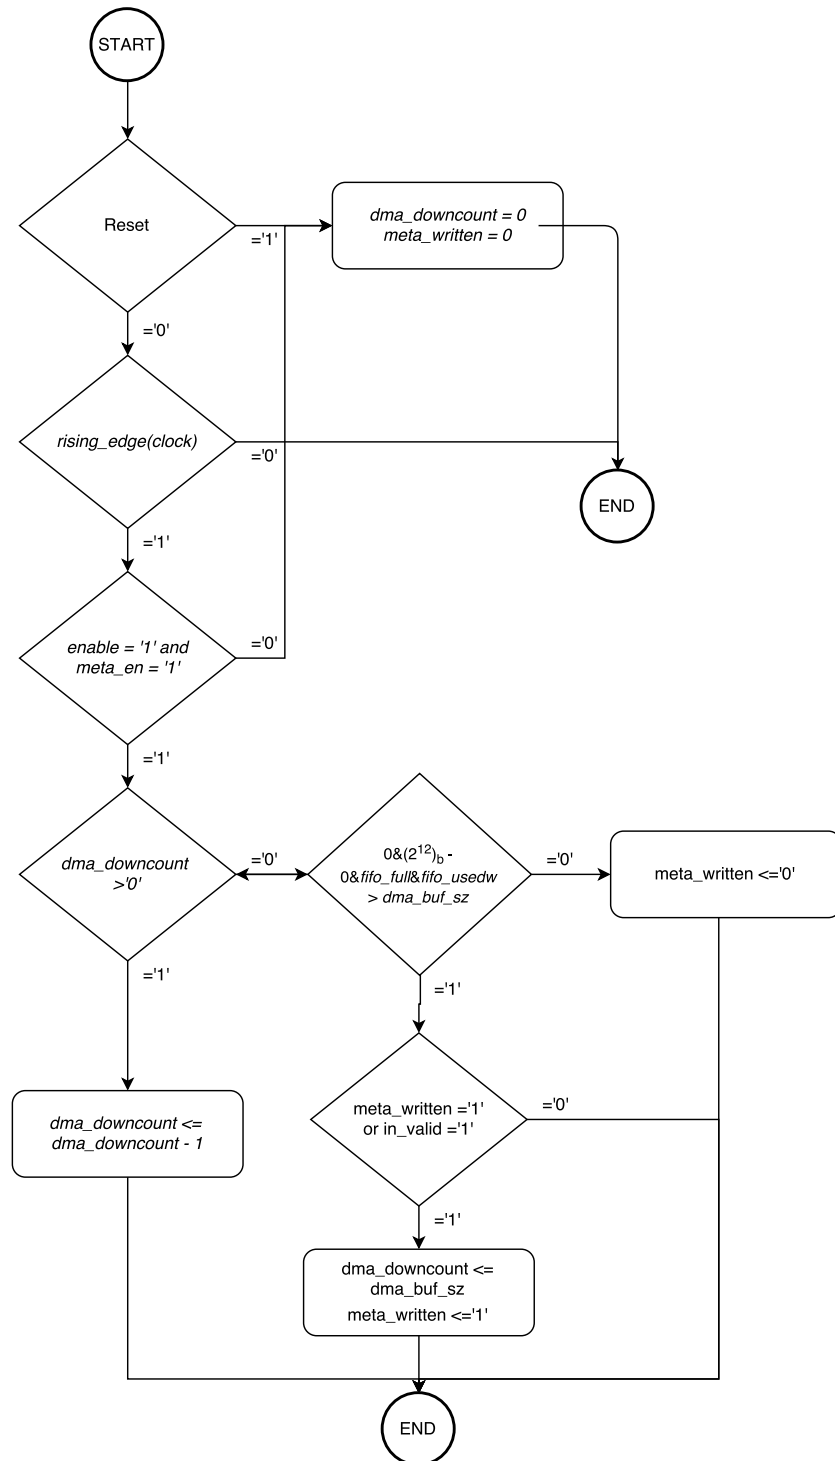 START
Reset
='1'
dma_downcount = 0
meta_written = 0
='0'
rising_edge(clock)
='0'
END
='1'
enable = '1' and
meta_en = '1'
='0'
='1'
dma_downcount
>'0'
='0'
0&(2¹²)b -
0&fifo_full&fifo_usedw
> dma_buf_sz
='0'
meta_written <='0'
='1'
='1'
dma_downcount <=
dma_downcount - 1
meta_written ='1'
or in_valid ='1'
='0'
='1'
dma_downcount <=
dma_buf_sz
meta_written <='1'
END